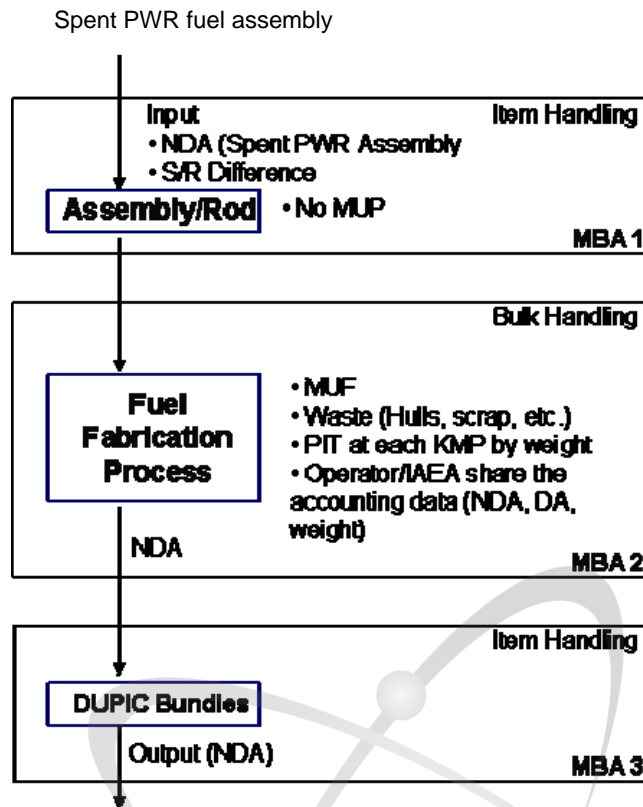 Spent PWR fuel assembly
Input
Item Handling
• NDA (Spent PWR Assembly
• S/R Difference
Assembly/Rod
• No MUP
MBA 1
Bulk Handling
Fuel
Fabrication
Process
• MUF
• Waste (Hulls, scrap, etc.)
• PIT at each KMP by weight
• Operator/IAEA share the
accounting data (NDA, DA,
weight)
NDA
MBA 2
Item Handling
DUPIC Bundles
Output (NDA)
MBA 3